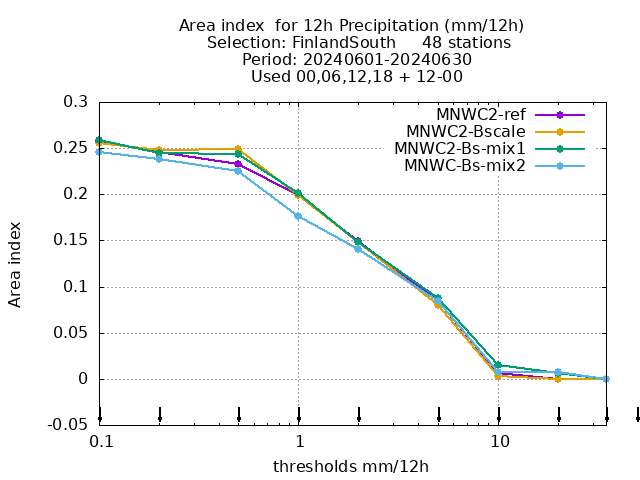 Area index  for 12h Precipitation (mm/12h)
Selection: FinlandSouth     48 stations
Period: 20240601-20240630
Used 00,06,12,18 + 12-00
MNWC2-ref
MNWC2-Bscale
MNWC2-Bs-mix1
MNWC-Bs-mix2
0.3
0.25
0.2
0.15
0.1
0.05
0
-0.05
Area index
0.1 1 10
thresholds mm/12h